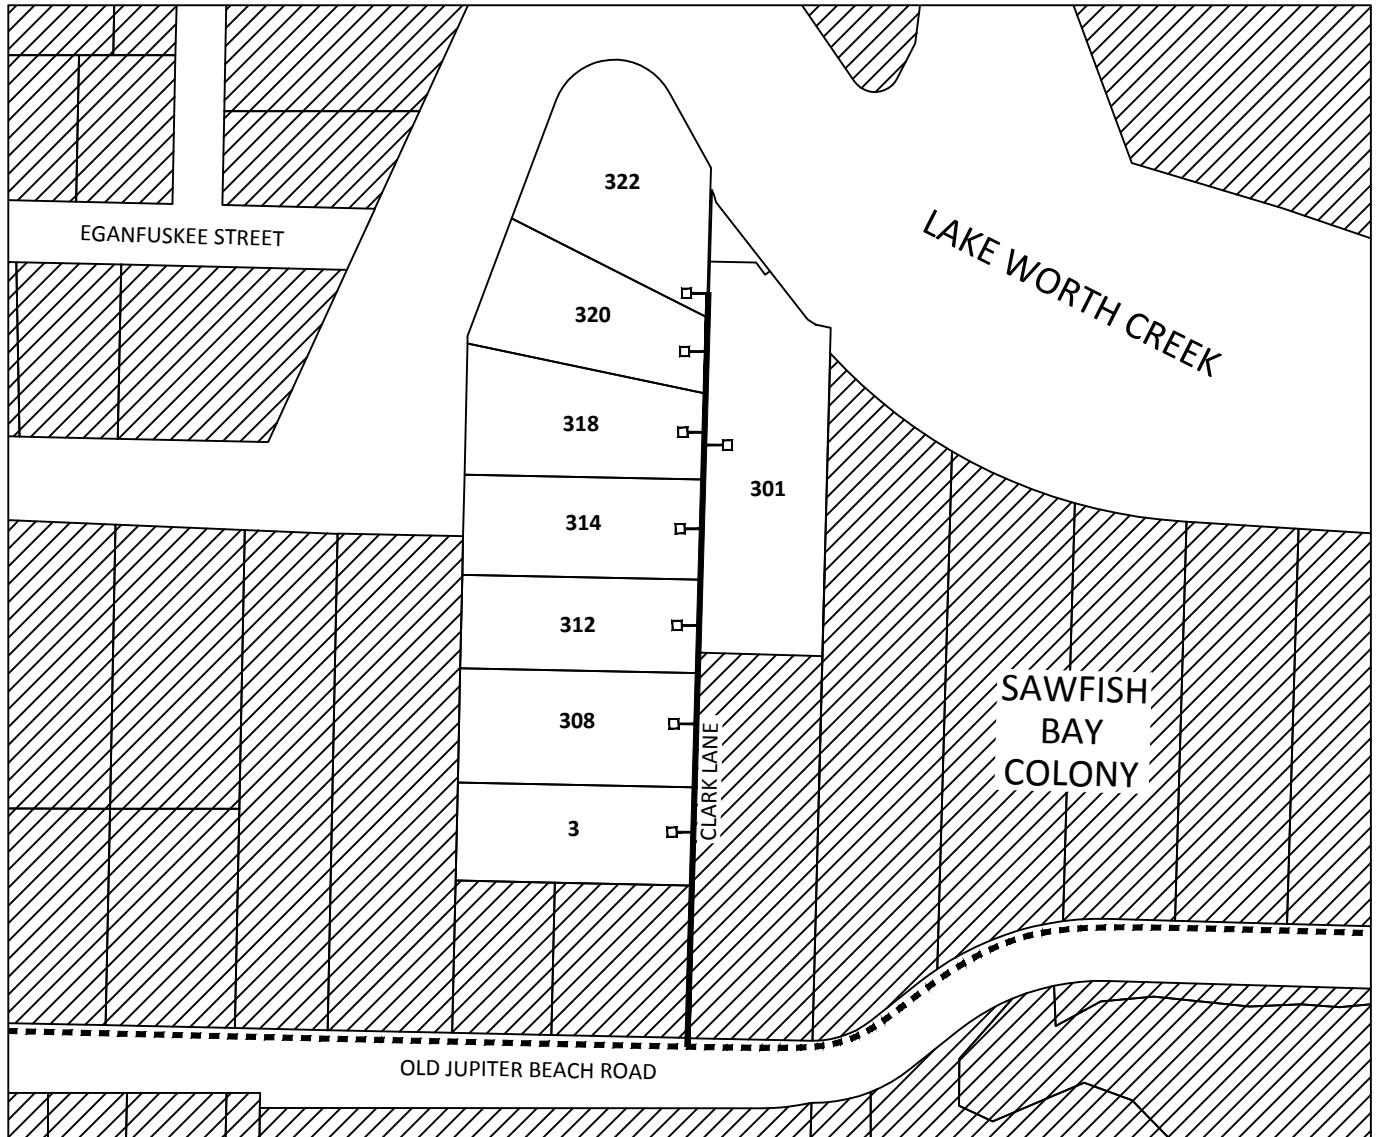 322
EGANFUSKEE STREET
LAKE WORTH CREEK
320
318
301
314
312
SAWFISH
BAY
COLONY
308
CLARK LANE
3
OLD JUPITER BEACH ROAD